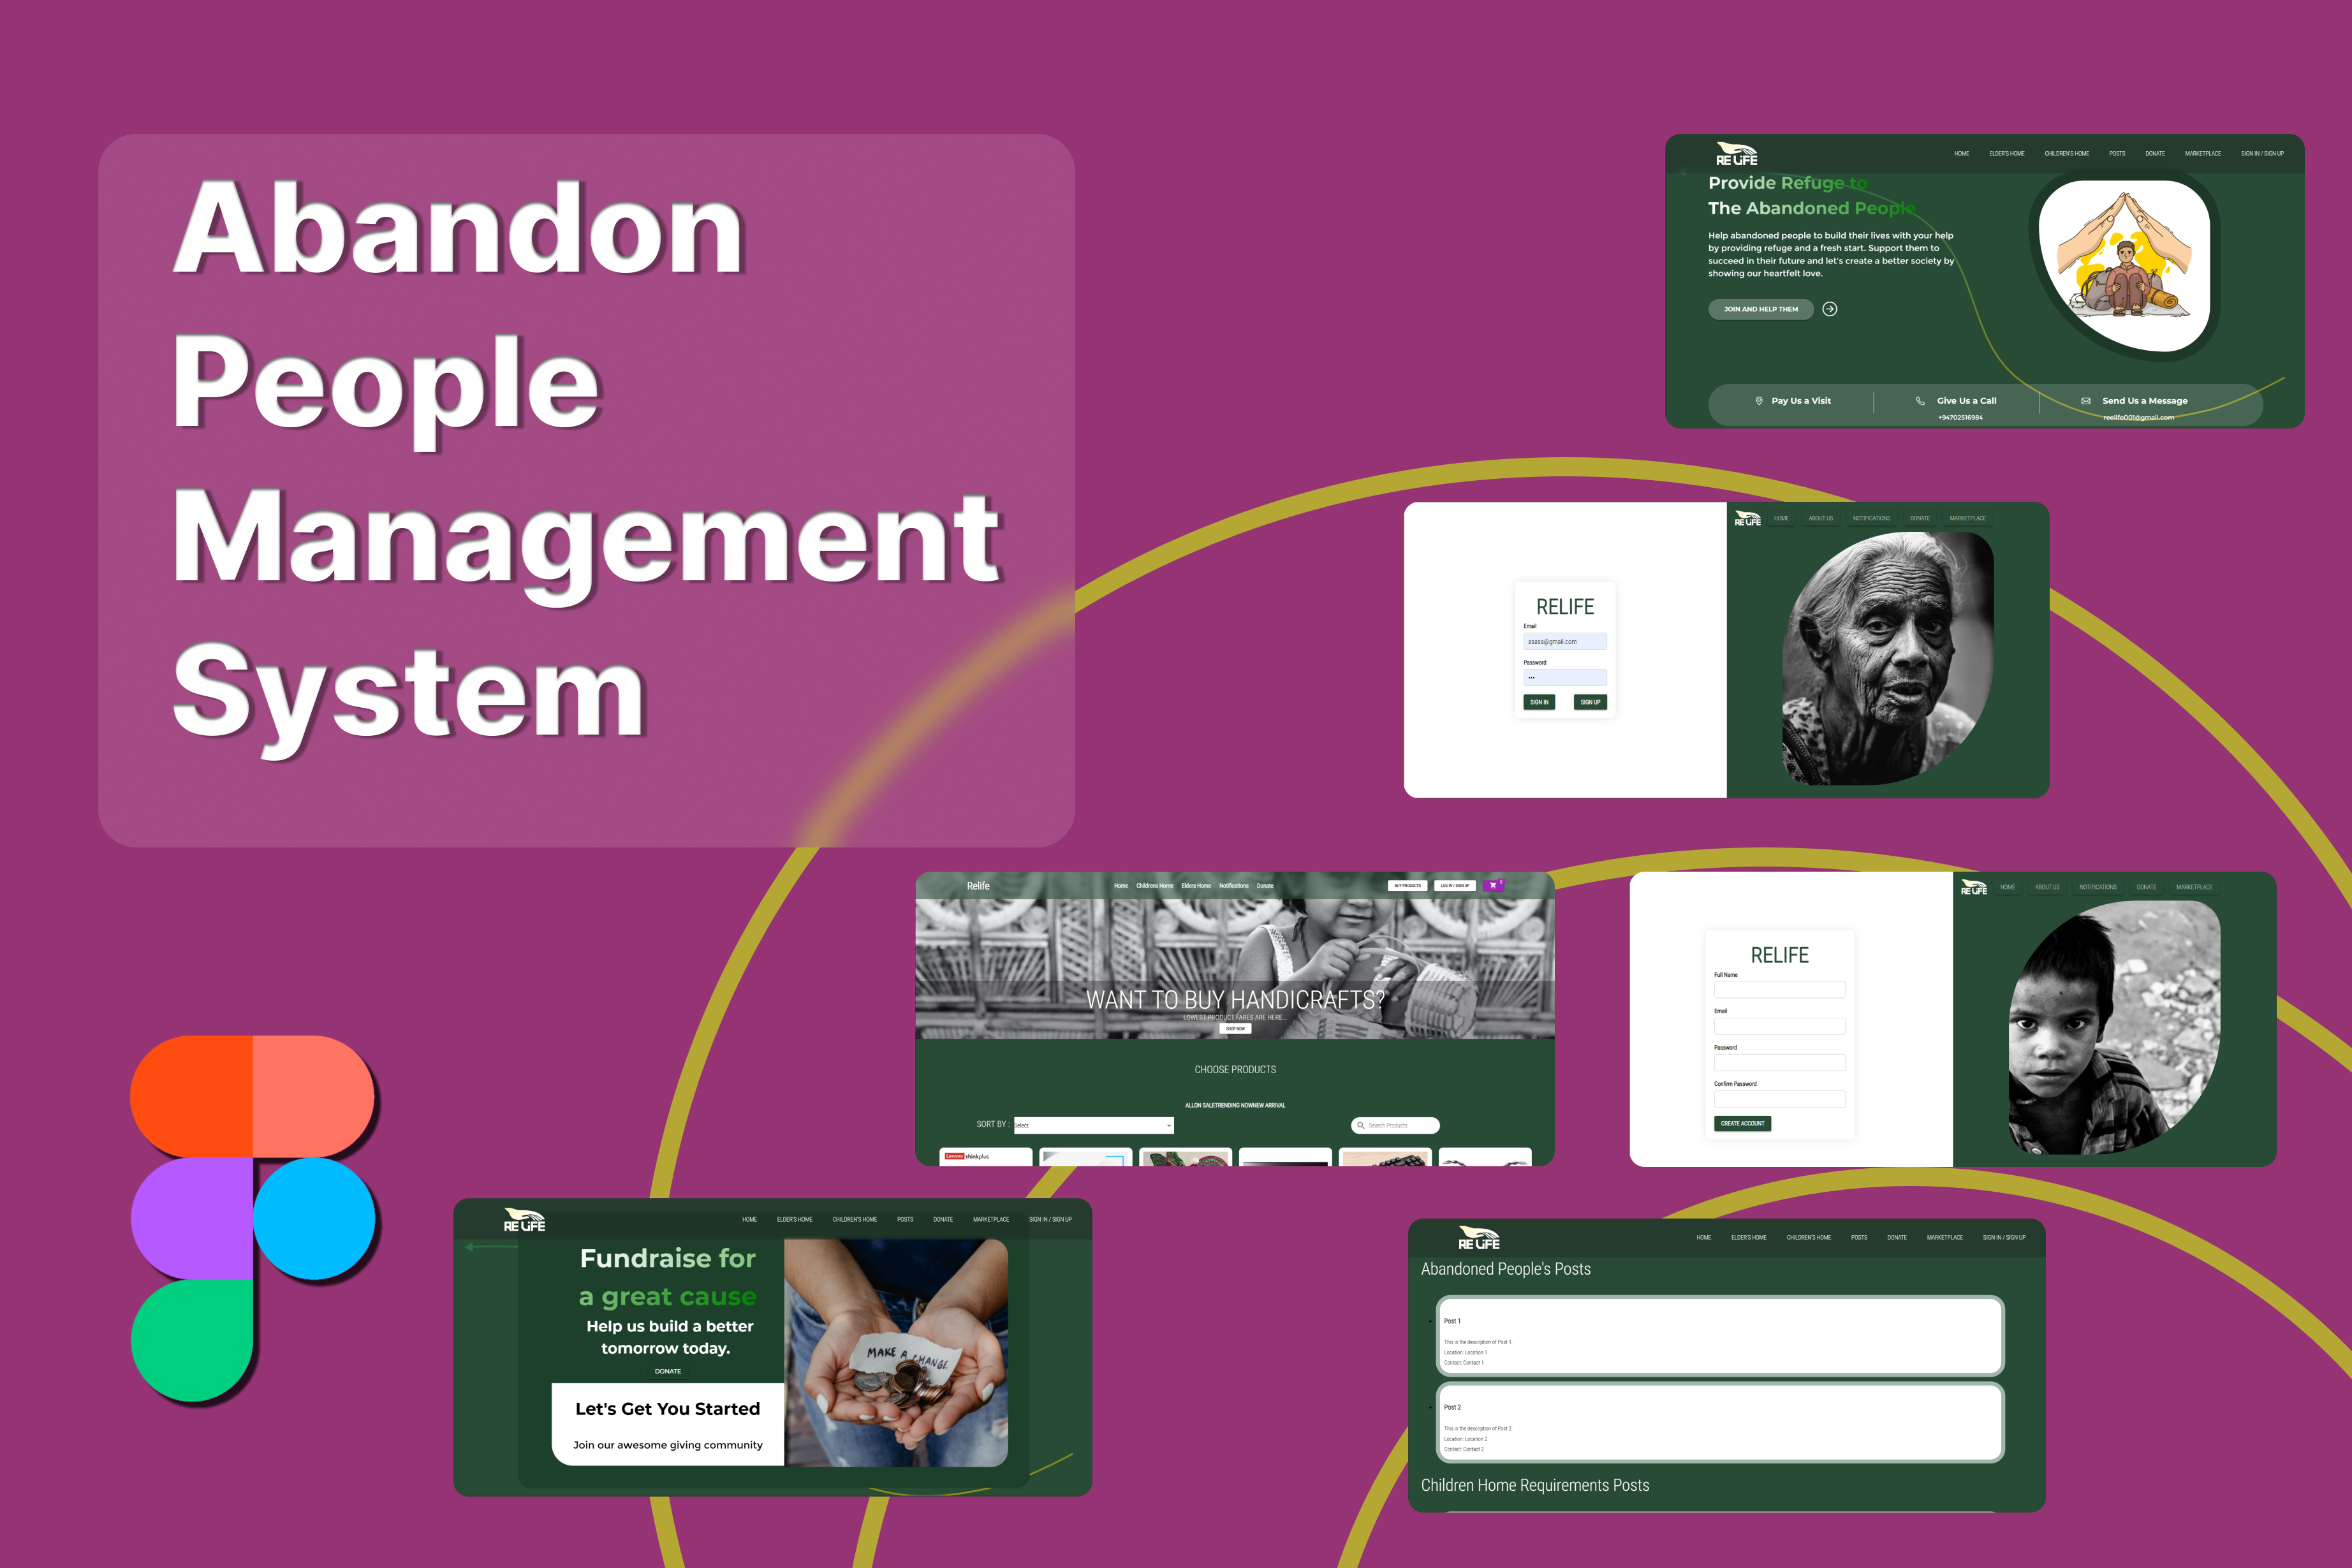 Abandon
People
Management
System
RE LIFE
HOME ELDER'S HOME CHILDREN'S HOME POSTS DONATE MARKETPLACE SIGN IN / SIGN UP
Provide Refuge to
The Abandoned People
Help abandoned people to build their lives with your help
by providing refuge and a fresh start. Support them to
succeed in their future and let's create a better society by
showing our heartfelt love.
JOIN AND HELP THEM
Pay Us a Visit
Give Us a Call
+94702516984
Send Us a Message
reelife001@gmail.com
RE LIFE HOME ABOUT US NOTIFICATIONS DONATE MARKETPLACE
RELIFE
Email
asasa@gmail.com
Password
•••
SIGN IN SIGN UP
Relife Home Childrens Home Elders Home Notifications Donate BUY PRODUCTS LOG IN / SIGN UP 0
WANT TO BUY HANDICRAFTS?
LOWEST PRODUCT FARES ARE HERE...
SHOP NOW
CHOOSE PRODUCTS
ALLON SALETRENDING NOWNEW ARRIVAL
SORT BY : Select
Search Products
Lenovo thinkplus
RE LIFE HOME ABOUT US NOTIFICATIONS DONATE MARKETPLACE
RELIFE
Full Name
Email
Password
Confirm Password
CREATE ACCOUNT
RE LIFE
HOME ELDER'S HOME CHILDREN'S HOME POSTS DONATE MARKETPLACE SIGN IN / SIGN UP
Fundraise for
a great cause
Help us build a better
tomorrow today.
DONATE
Let's Get You Started
Join our awesome giving community
MAKE A CHANGE
RE LIFE
HOME ELDER'S HOME CHILDREN'S HOME POSTS DONATE MARKETPLACE SIGN IN / SIGN UP
Abandoned People's Posts
Post 1
This is the description of Post 1.
Location: Location 1
Contact: Contact 1
Post 2
This is the description of Post 2.
Location: Location 2
Contact: Contact 2
Children Home Requirements Posts